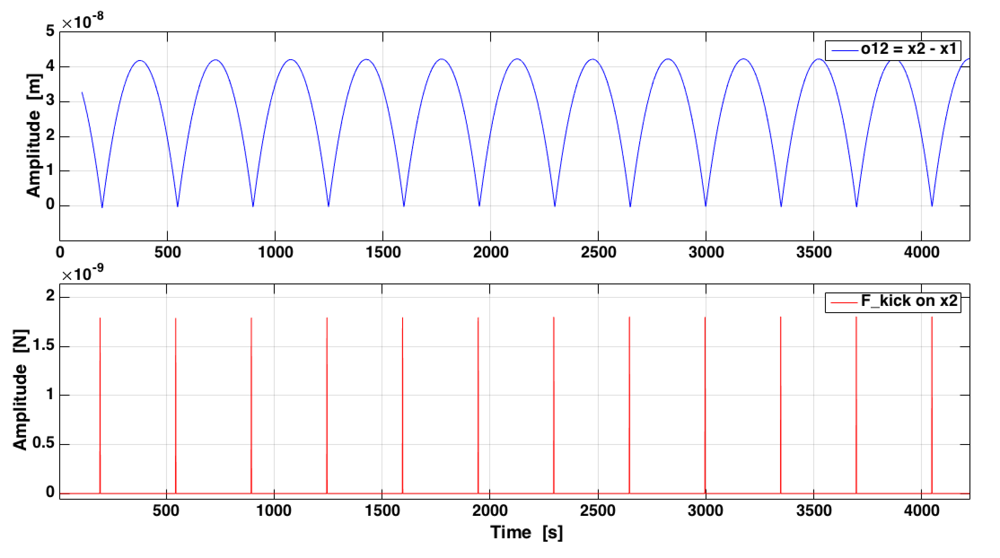 ×10-8
5
4
3
2
1
0
Amplitude [m]
o12 = x2 - x1
0 500 1000 1500 2000 2500 3000 3500 4000
×10-9
2
1.5
1
0.5
0
Amplitude [N]
F_kick on x2
500 1000 1500 2000 2500 3000 3500 4000
Time [s]